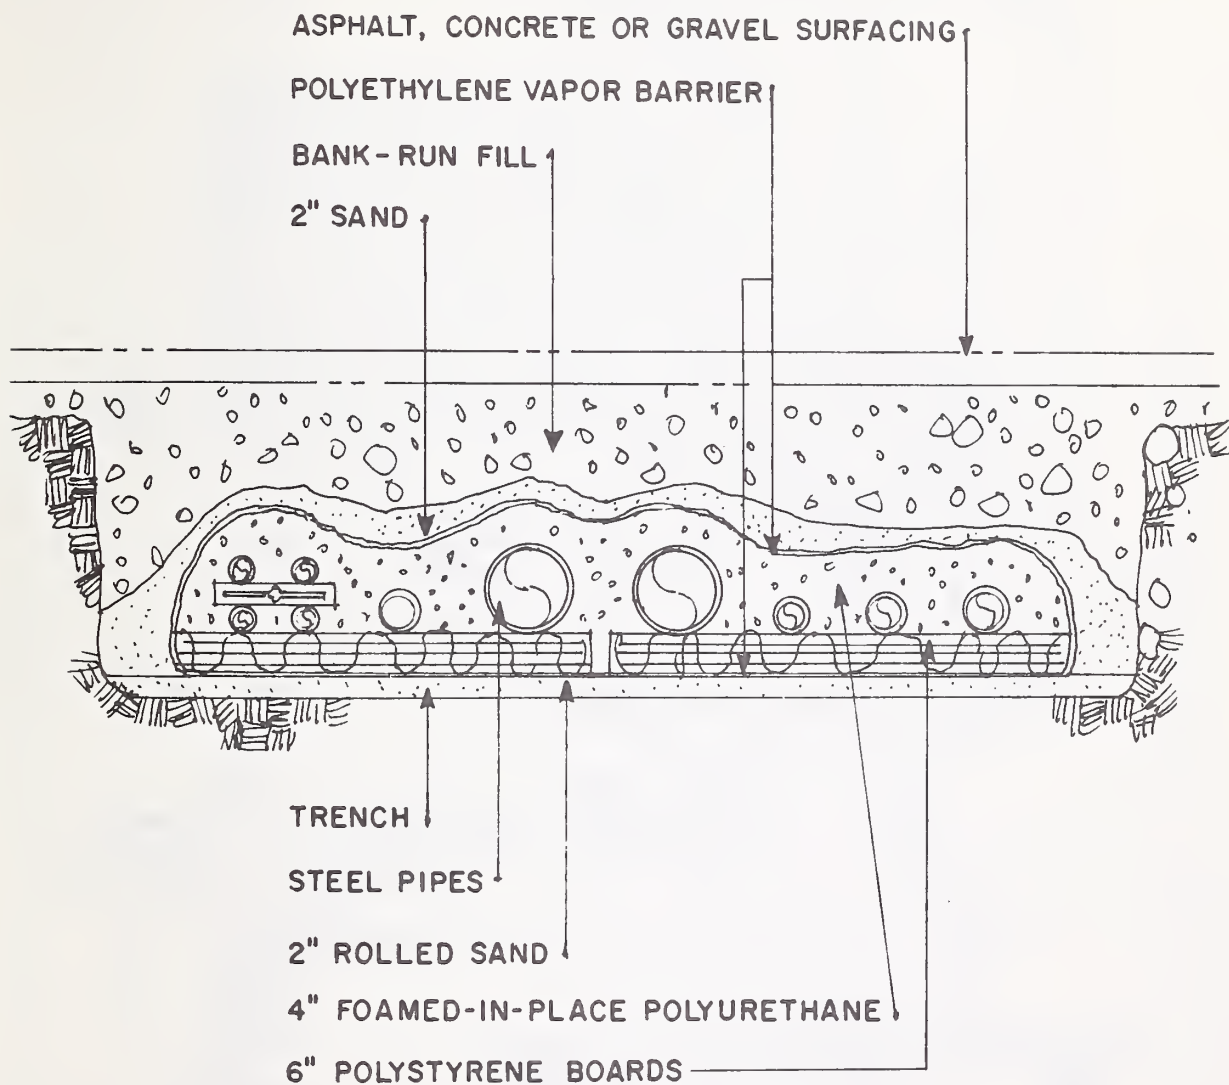 ASPHALT, CONCRETE OR GRAVEL SURFACING
POLYETHYLENE VAPOR BARRIER
BANK-RUN FILL
2" SAND
TRENCH
STEEL PIPES
2" ROLLED SAND
4" FOAMED-IN-PLACE POLYURETHANE
6" POLYSTYRENE BOARDS